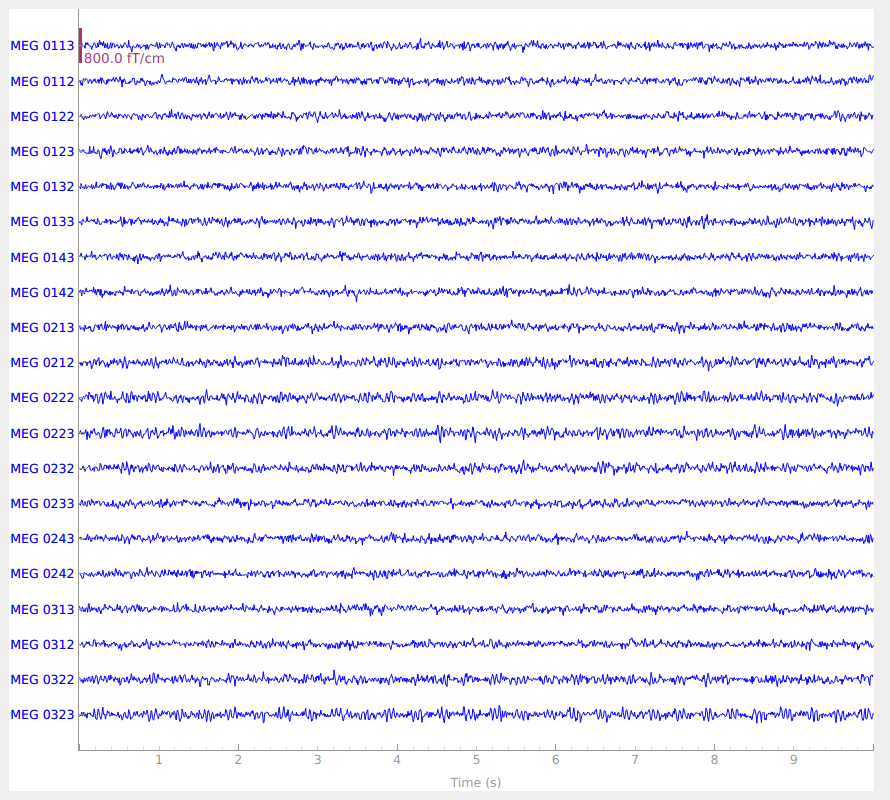 MEG 0113
800.0 fT/cm
MEG 0112
MEG 0122
MEG 0123
MEG 0132
MEG 0133
MEG 0143
MEG 0142
MEG 0213
MEG 0212
MEG 0222
MEG 0223
MEG 0232
MEG 0233
MEG 0243
MEG 0242
MEG 0313
MEG 0312
MEG 0322
MEG 0323
1 2 3 4 5 6 7 8 9
Time (s)